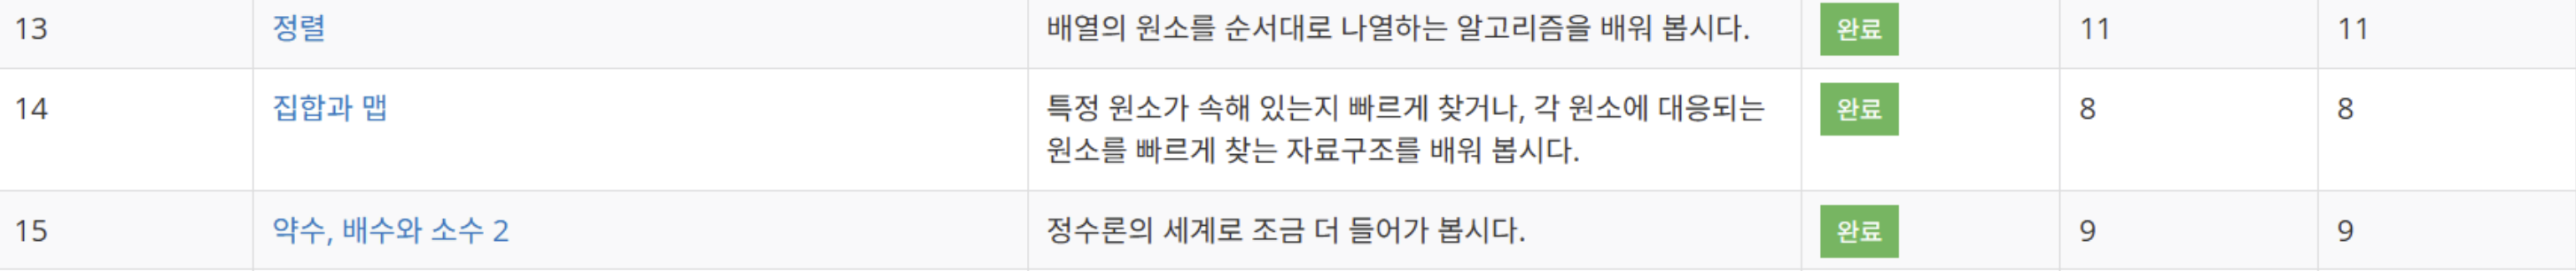 13 정렬 배열의 원소를 순서대로 나열하는 알고리즘을 배워 봅시다. 완료 11 11
14 집합과 맵 특정 원소가 속해 있는지 빠르게 찾거나, 각 원소에 대응되는 완료 8 8
원소를 빠르게 찾는 자료구조를 배워 봅시다.
15 약수, 배수와 소수 2 정수론의 세계로 조금 더 들어가 봅시다. 완료 9 9